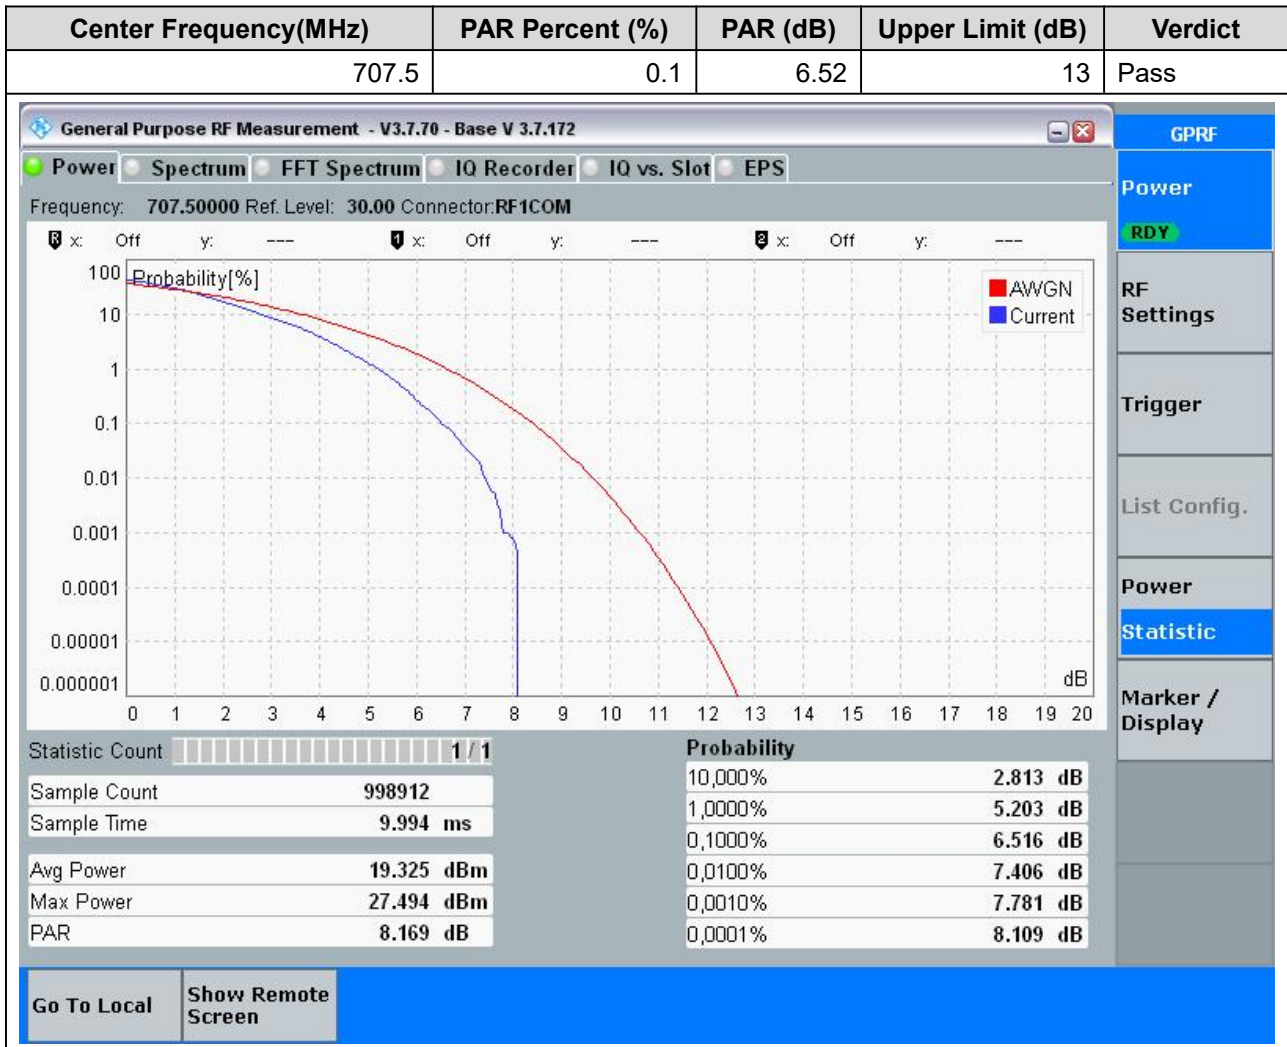 Center Frequency(MHz) PAR Percent (%) PAR (dB) Upper Limit (dB) Verdict
707.5 0.1 6.52 13 Pass
General Purpose RF Measurement - V3.7.70 - Base V 3.7.172
GPRF
Power Spectrum FFT Spectrum IQ Recorder IQ vs. Slot EPS
Frequency: 707.50000 Ref. Level: 30.00 Connector:RF1COM
R x: Off y: --- 1 x: Off y: --- 2 x: Off y: ---
Probability[%]
100
10
1
0.1
0.01
0.001
0.0001
0.00001
0.000001
AWGN
Current
dB
0 1 2 3 4 5 6 7 8 9 10 11 12 13 14 15 16 17 18 19 20
Statistic Count 1 / 1
Sample Count 998912
Sample Time 9.994 ms
Avg Power 19.325 dBm
Max Power 27.494 dBm
PAR 8.169 dB
Probability
10,000% 2.813 dB
1,0000% 5.203 dB
0,1000% 6.516 dB
0,0100% 7.406 dB
0,0010% 7.781 dB
0,0001% 8.109 dB
Power
RDY
RF
Settings
Trigger
List Config.
Power
Statistic
Marker /
Display
Go To Local
Show Remote
Screen